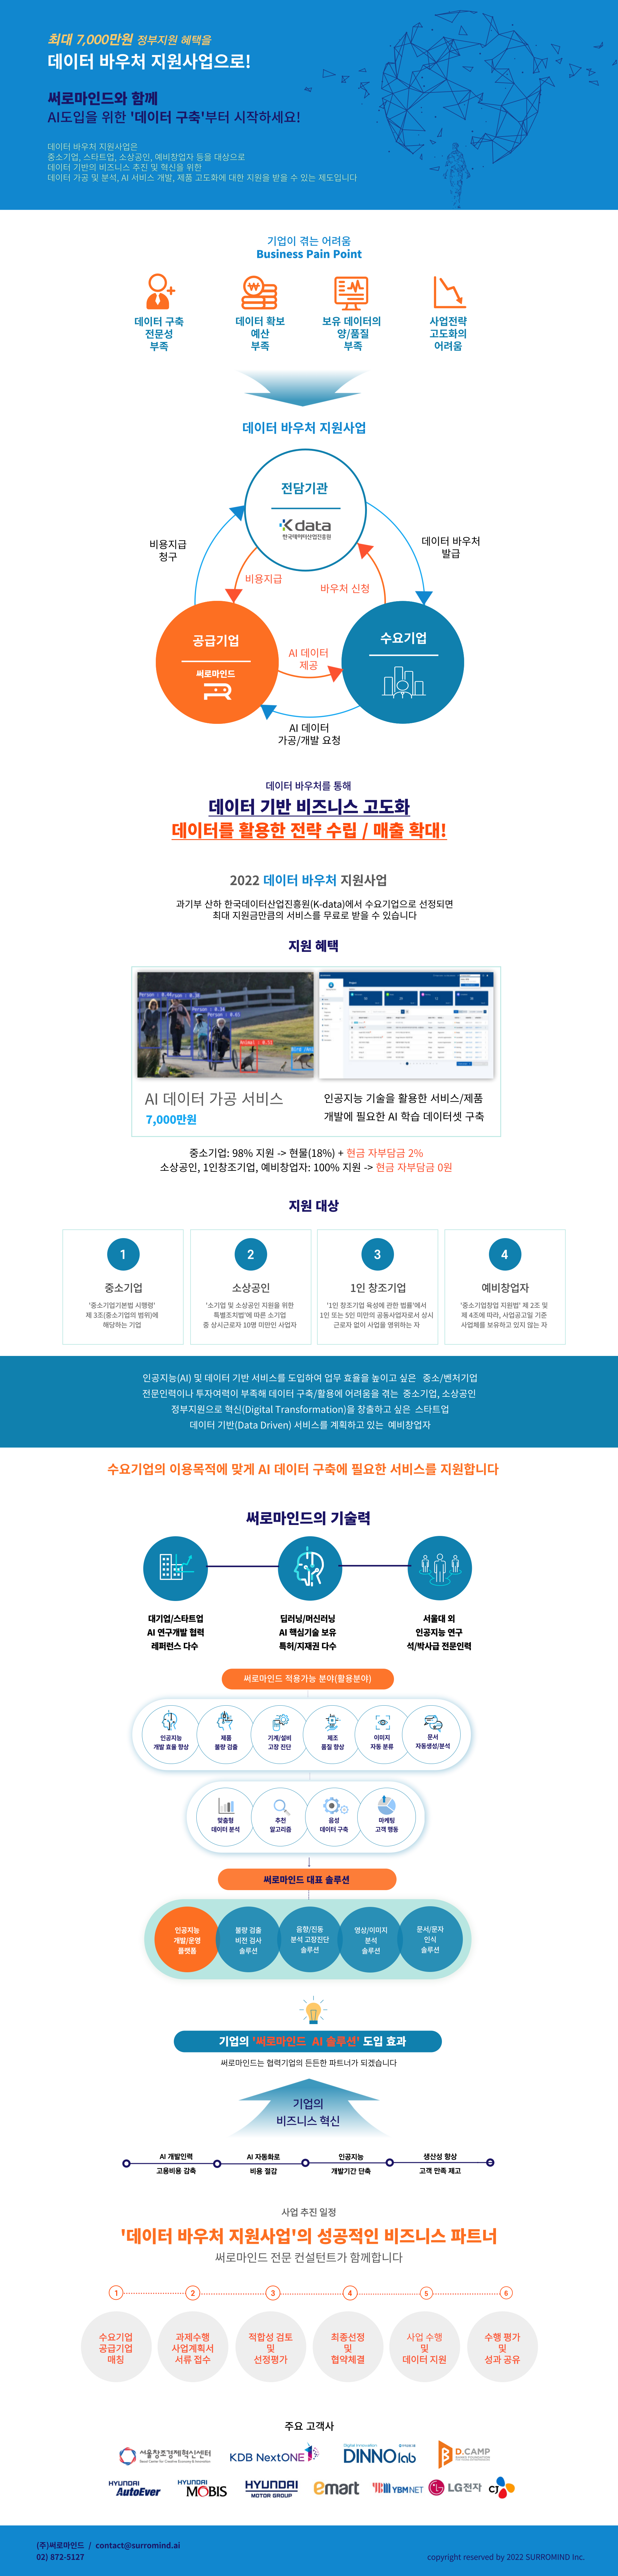 최대 7,000만원 정부지원 혜택을
데이터 바우처 지원사업으로!
써로마인드와 함께
AI도입을 위한 '데이터 구축'부터 시작하세요!
데이터 바우처 지원사업은
중소기업, 스타트업, 소상공인, 예비창업자 등을 대상으로
데이터 기반의 비즈니스 추진 및 혁신을 위한
데이터 가공 및 분석, AI 서비스 개발, 제품 고도화에 대한 지원을 받을 수 있는 제도입니다
기업이 겪는 어려움
Business Pain Point
데이터 구축
전문성
부족
데이터 확보
예산
부족
보유 데이터의
양/품질
부족
사업전략
고도화의
어려움
데이터 바우처 지원사업
전담기관
K data
한국데이터산업진흥원
비용지급
청구
데이터 바우처
발급
비용지급
바우처 신청
공급기업
써로마인드
AI 데이터
제공
수요기업
AI 데이터
가공/개발 요청
데이터 바우처를 통해
데이터 기반 비즈니스 고도화
데이터를 활용한 전략 수립 / 매출 확대!
2022 데이터 바우처 지원사업
과기부 산하 한국데이터산업진흥원(K-data)에서 수요기업으로 선정되면
최대 지원금만큼의 서비스를 무료로 받을 수 있습니다
지원 혜택
AI 데이터 가공 서비스
7,000만원
인공지능 기술을 활용한 서비스/제품
개발에 필요한 AI 학습 데이터셋 구축
중소기업: 98% 지원 -> 현물(18%) + 현금 자부담금 2%
소상공인, 1인창조기업, 예비창업자: 100% 지원 -> 현금 자부담금 0원
지원 대상
1
중소기업
'중소기업기본법 시행령'
제 3조(중소기업의 범위)에
해당하는 기업
2
소상공인
'소기업 및 소상공인 지원을 위한
특별조치법'에 따른 소기업
중 상시근로자 10명 미만인 사업자
3
1인 창조기업
'1인 창조기업 육성에 관한 법률'에서
1인 또는 5인 미만의 공동사업자로서 상시
근로자 없이 사업을 영위하는 자
4
예비창업자
'중소기업창업 지원법' 제 2조 및
제 4조에 따라, 사업공고일 기준
사업체를 보유하고 있지 않는 자
인공지능(AI) 및 데이터 기반 서비스를 도입하여 업무 효율을 높이고 싶은 중소/벤처기업
전문인력이나 투자여력이 부족해 데이터 구축/활용에 어려움을 겪는 중소기업, 소상공인
정부지원으로 혁신(Digital Transformation)을 창출하고 싶은 스타트업
데이터 기반(Data Driven) 서비스를 계획하고 있는 예비창업자
수요기업의 이용목적에 맞게 AI 데이터 구축에 필요한 서비스를 지원합니다
써로마인드의 기술력
대기업/스타트업
AI 연구개발 협력
레퍼런스 다수
딥러닝/머신러닝
AI 핵심기술 보유
특허/지재권 다수
서울대 외
인공지능 연구
석/박사급 전문인력
써로마인드 적용가능 분야(활용분야)
인공지능
개발 효율 향상
제품
불량 검출
기계/설비
고장 진단
제조
품질 향상
이미지
자동 분류
문서
자동생성/분석
맞춤형
데이터 분석
추천
알고리즘
음성
데이터 구축
마케팅
고객 행동
써로마인드 대표 솔루션
인공지능
개발/운영
플랫폼
불량 검출
비전 검사
솔루션
음향/진동
분석 고장진단
솔루션
영상/이미지
분석
솔루션
문서/문자
인식
솔루션
기업의 '써로마인드 AI 솔루션' 도입 효과
써로마인드는 협력기업의 든든한 파트너가 되겠습니다
기업의
비즈니스 혁신
AI 개발인력
고용비용 감축
AI 자동화로
비용 절감
인공지능
개발기간 단축
생산성 향상
고객 만족 제고
사업 추진 일정
'데이터 바우처 지원사업'의 성공적인 비즈니스 파트너
써로마인드 전문 컨설턴트가 함께합니다
1 2 3 4 5 6
수요기업
공급기업
매칭
과제수행
사업계획서
서류 접수
적합성 검토
및
선정평가
최종선정
및
협약체결
사업 수행
및
데이터 지원
수행 평가
및
성과 공유
주요 고객사
서울창조경제혁신센터
KDB NextONE
DINNO lab
D.CAMP
HYUNDAI
AutoEver
HYUNDAI
MOBIS
HYUNDAI
MOTOR GROUP
emart
YBMNET
LG전자
CJ
(주)써로마인드 / contact@surromind.ai
02) 872-5127
copyright reserved by 2022 SURROMIND Inc.